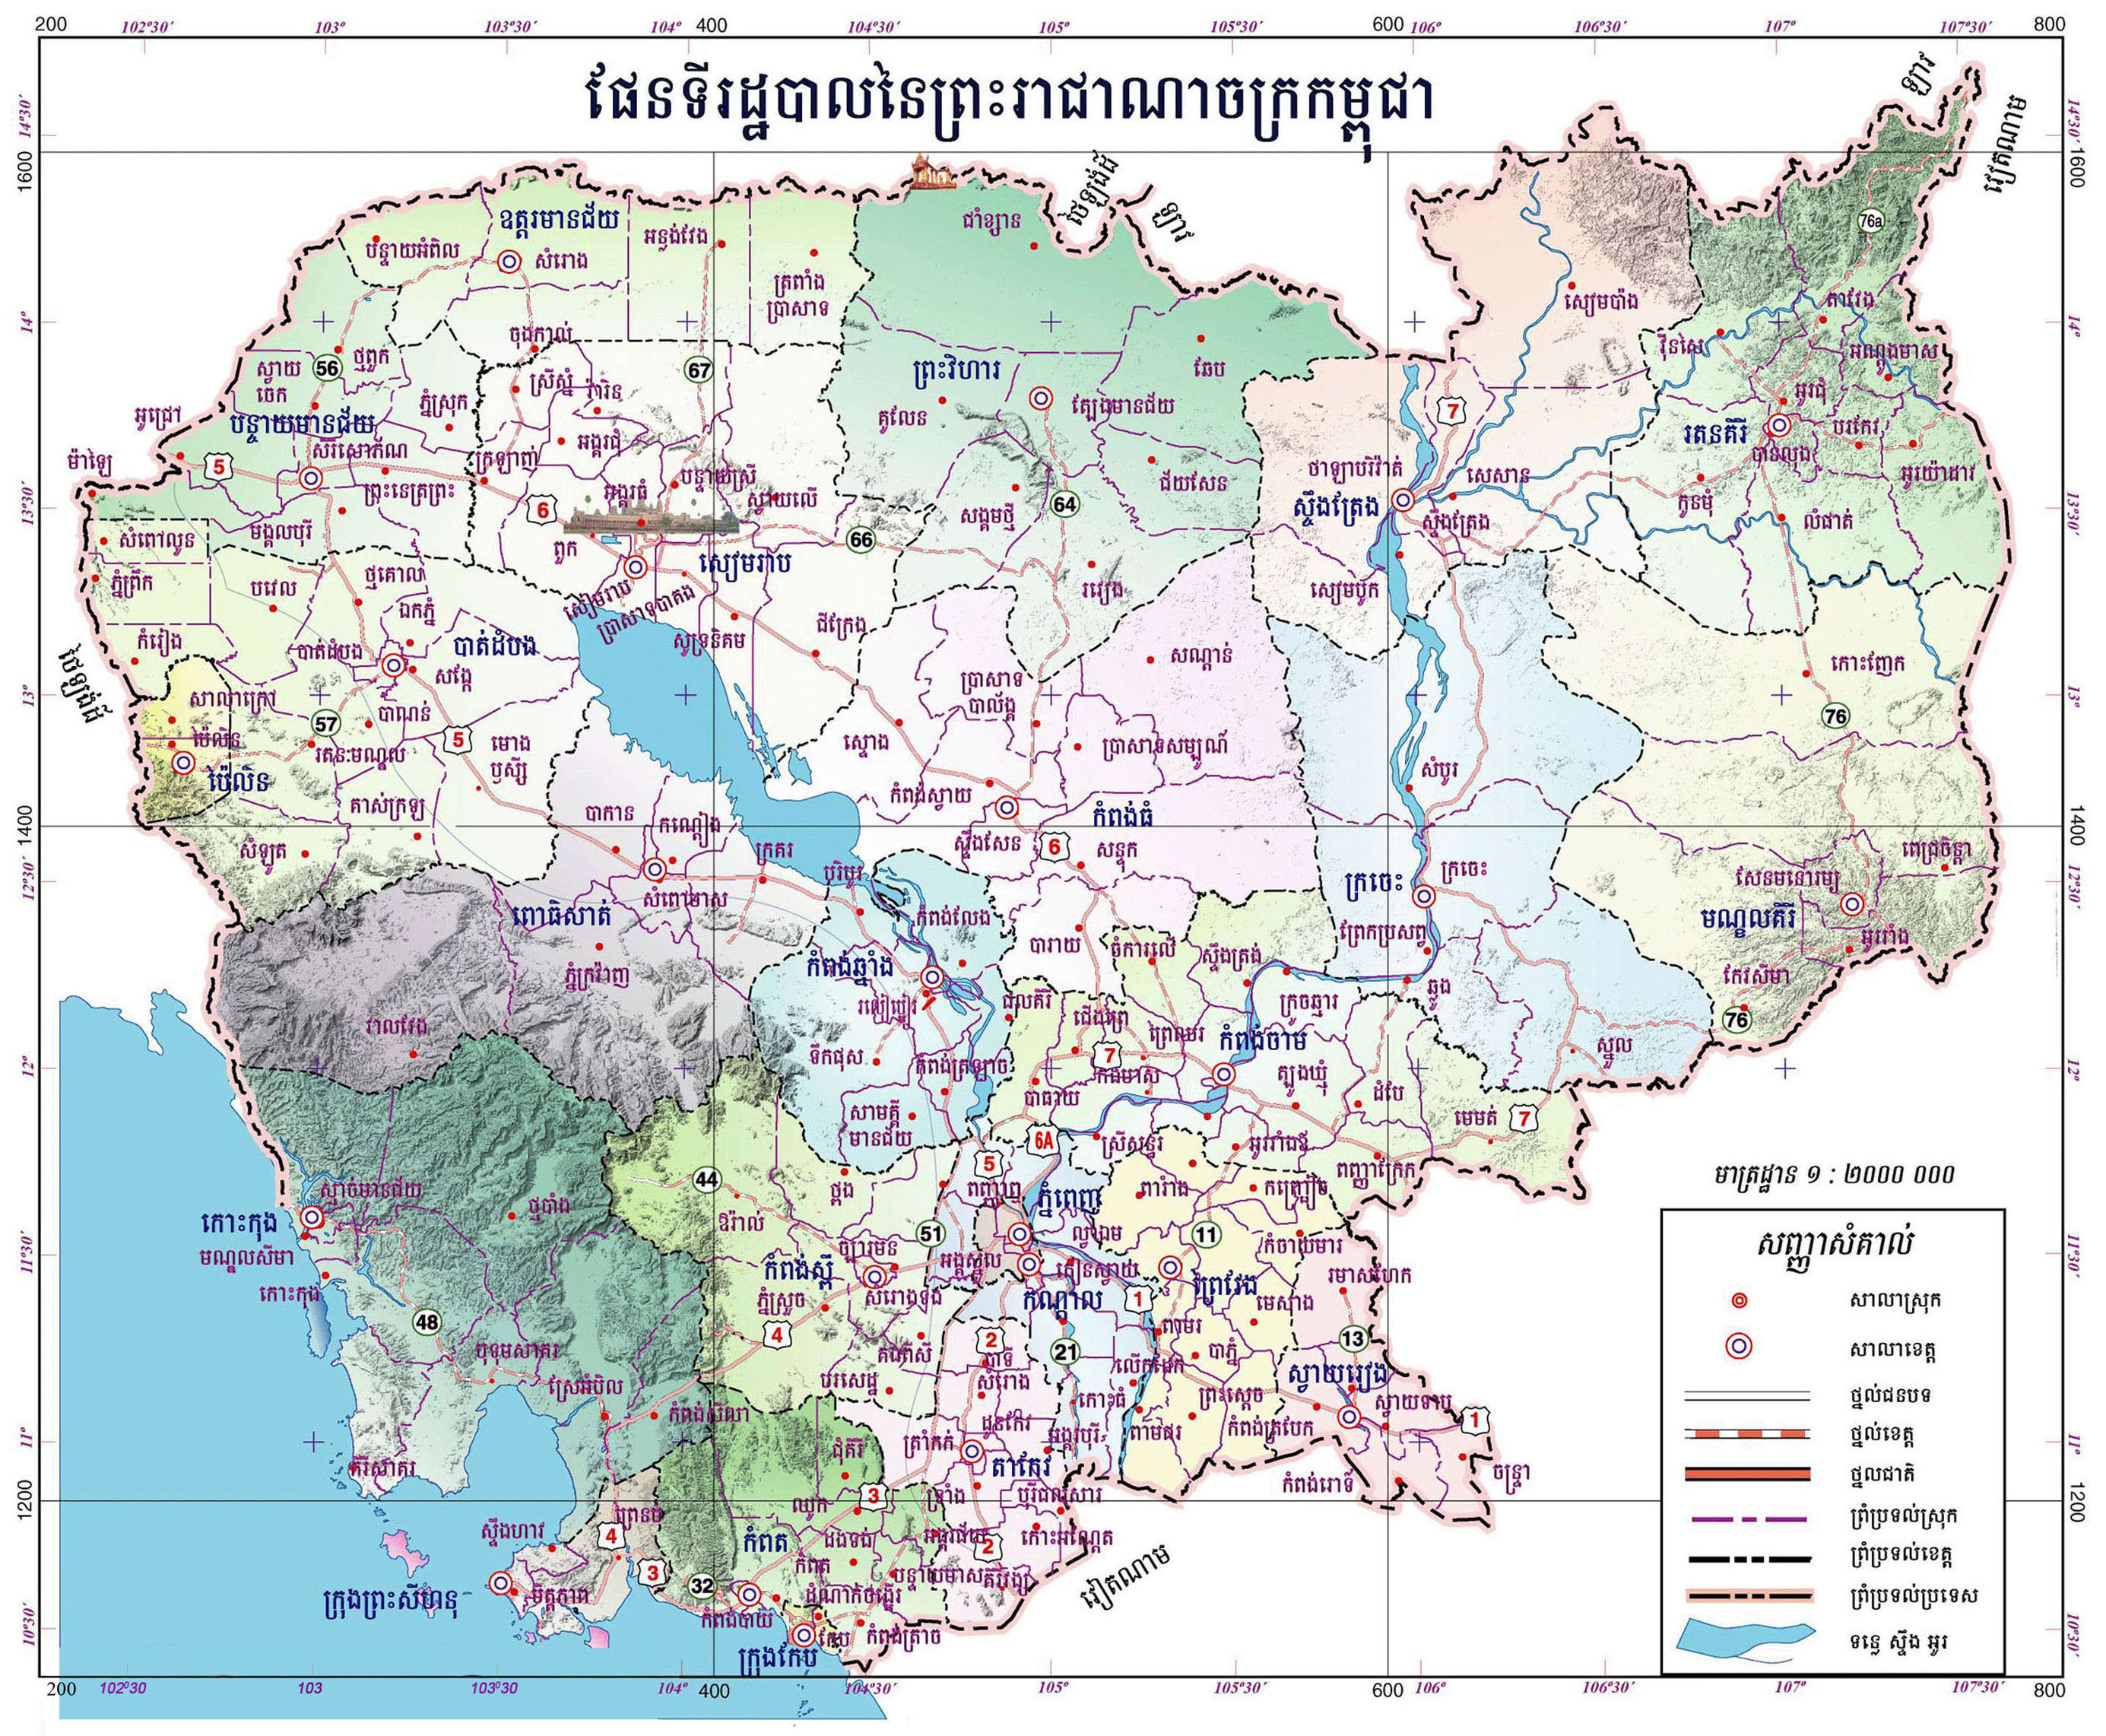 200
102°30´
103°
103°30´
104°
400
104°30´
105°
105°30´
600
106°
106°30´
107°
107°30´
800
ផែនទីរដ្ឋបាលនៃព្រះរាជាណាចក្រកម្ពុជា
ឡាវ
វៀតណាម
14°30´
14°30´
1600
1600
76a
ថៃឡង់ដ៍
ឡាវ
ឧត្ដរមានជ័យ
បន្ទាយអំពិល
សំរោង
អន្លង់វែង
ត្រពាំង
ប្រាសាទ
ជាំខ្សាន
សៀមប៉ាង
តាវែង
14°
14°
ចុងកាល់
ថ្មពួក
ស្វាយ
ចេក
56
67
ស្រីស្នំ
វ៉ារិន
ភ្នំស្រុក
ព្រះវិហារ
ឆែប
គូលែន
ត្បែងមានជ័យ
វ៉ឺនសៃ
អណ្ដូងមាស
អូរជុំ
7
អូជ្រៅ
បន្ទាយមានជ័យ
សិរីសោភ័ណ
អង្គរជុំ
រតនគិរី
បរកែវ
បានលុង
ម៉ាឡៃ
5
ព្រះនេត្រព្រះ
ក្រឡាញ់
អង្គរធំ
បន្ទាយស្រី
ស្វាយលើ
ជ័យសែន
ថាឡាបរិវ៉ាត់
សេសាន
អូរយ៉ាដាវ
កូនមុំ
លំផាត់
13°30´
13°30´
6
64
សង្គមថ្មី
ស្ទឹងត្រែង
ស្ទឹងត្រែង
មង្គលបុរី
សំពៅលូន
ពួក
66
សៀមរាប
ភ្នំព្រឹក
បវេល
ថ្មគោល
ឯកភ្នំ
សៀមរាប
ប្រាសាទបាគង
រវៀង
សៀមបូក
កំរៀង
បាត់ដំបង
បាត់ដំបង
សង្កែ
សូទ្រនិគម
ជីក្រែង
ប្រាសាទ
បាល័ង្គ
សណ្ដាន់
កោះញែក
ថៃឡង់ដ៍
13°
13°
សាលាក្រៅ
ប៉ៃលិន
57
បាណន់
5
76
ប៉ៃលិន
រតនៈមណ្ឌល
មោង
ឫស្សី
ស្ទោង
ប្រាសាទសម្បូណ៍
សំបូរ
គាស់ក្រឡ
កំពង់ស្វាយ
កំពង់ធំ
បាកាន
កណ្ដៀង
ស្ទឹងសែន
6
សន្ទុក
1400
1400
សំឡូត
ក្រគរ
បរិបូរ
ក្រចេះ
ក្រចេះ
ពេជ្រចិន្ដា
សែនមនោរម្យ
12°30´
12°30´
សំពៅមាស
ពោធិសាត់
មណ្ឌលគិរី
អូររាំង
កំពង់លែង
បារាយ
ចំការលើ
ស្ទឹងត្រង់
ព្រែកប្រសព្វ
ភ្នំក្រវ៉ាញ
កំពង់ឆ្នាំង
កែវសីមា
រលៀប្អៀរ
ជលគិរី
ជើងព្រៃ
ក្រូចឆ្មារ
ឆ្លូង
76
វាលវែង
ទឹកផុស
កំពង់ត្រឡាច
ព្រៃឈរ
កំពង់ចាម
7
ស្នួល
កងមាស
ត្បូងឃ្មុំ
ដំបែ
12°
12°
បាធាយ
សាមគ្គី
មានជ័យ
មេមត់
7
6A
ស្រីសន្ធរ
អូររាំងឪ
ពញាក្រែក
44
5
ពញាឮ
ភ្នំពេញ
ពារាំង
កញ្ជ្រៀច
មាត្រដ្ឋាន ១ : ២០០០ ០០០
ស្មាច់មានជ័យ
ថ្មបាំង
ថ្ពង
ឱរ៉ាល់
កោះកុង
51
11
កំចាយមារ
មណ្ឌលសីមា
11°30´
11°30´
ច្បារមន
អង្គស្នួល
ល្វាឯម
កៀនស្វាយ
រមាសហែក
កោះកុង
កំពង់ស្ពឺ
សំរោងទង
ភ្នំស្រួច
កណ្ដាល
1
ព្រៃវែង
មេសាង
សញ្ញាសំគាល់
សាលាស្រុក
សាលាខេត្ត
ថ្នល់ជនបទ
ថ្នល់ខេត្ត
ថ្នលជាតិ
ព្រំប្រទល់ស្រុក
ព្រំប្រទល់ខេត្ត
ព្រំប្រទល់ប្រទេស
ទន្លេ ស្ទឹង អូរ
48
4
2
21
13
បាភ្នំ
បុទុមសាគរ
គងពិសី
បាទី
លើកដែក
ស្វាយរៀង
ស្រែអំបិល
សំរោង
កោះធំ
ព្រះស្ដេច
ស្វាយទាប
កំពង់សីលា
ដូនកែវ
កំពង់ត្របែក
1
11°
11°
គិរីសាគរ
ជុំគិរី
ត្រាំកក់
អង្គរបុរី
តាកែវ
កំពង់រោទ៍
ចន្ទ្រា
1200
1200
3
ឈូក
ទ្រាំង
បុរីជលសារ
ស្ទឹងហាវ
ព្រៃនប់
4
កំពត
ដងទង់
កោះអណ្ដែត
2
3
32
កំពត
បន្ទាយមាស
គិរីវង្ស
វៀតណាម
ក្រុងព្រះសីហនុ
មិត្តភាព
កំពង់បាយ
10°30´
10°30´
ក្រុងកែប
កែប
កំពង់ត្រាច
200
102°30
103
103°30
104°
400
104°30´
105°
105°30´
600
106°
106°30´
107°
107°30´
800